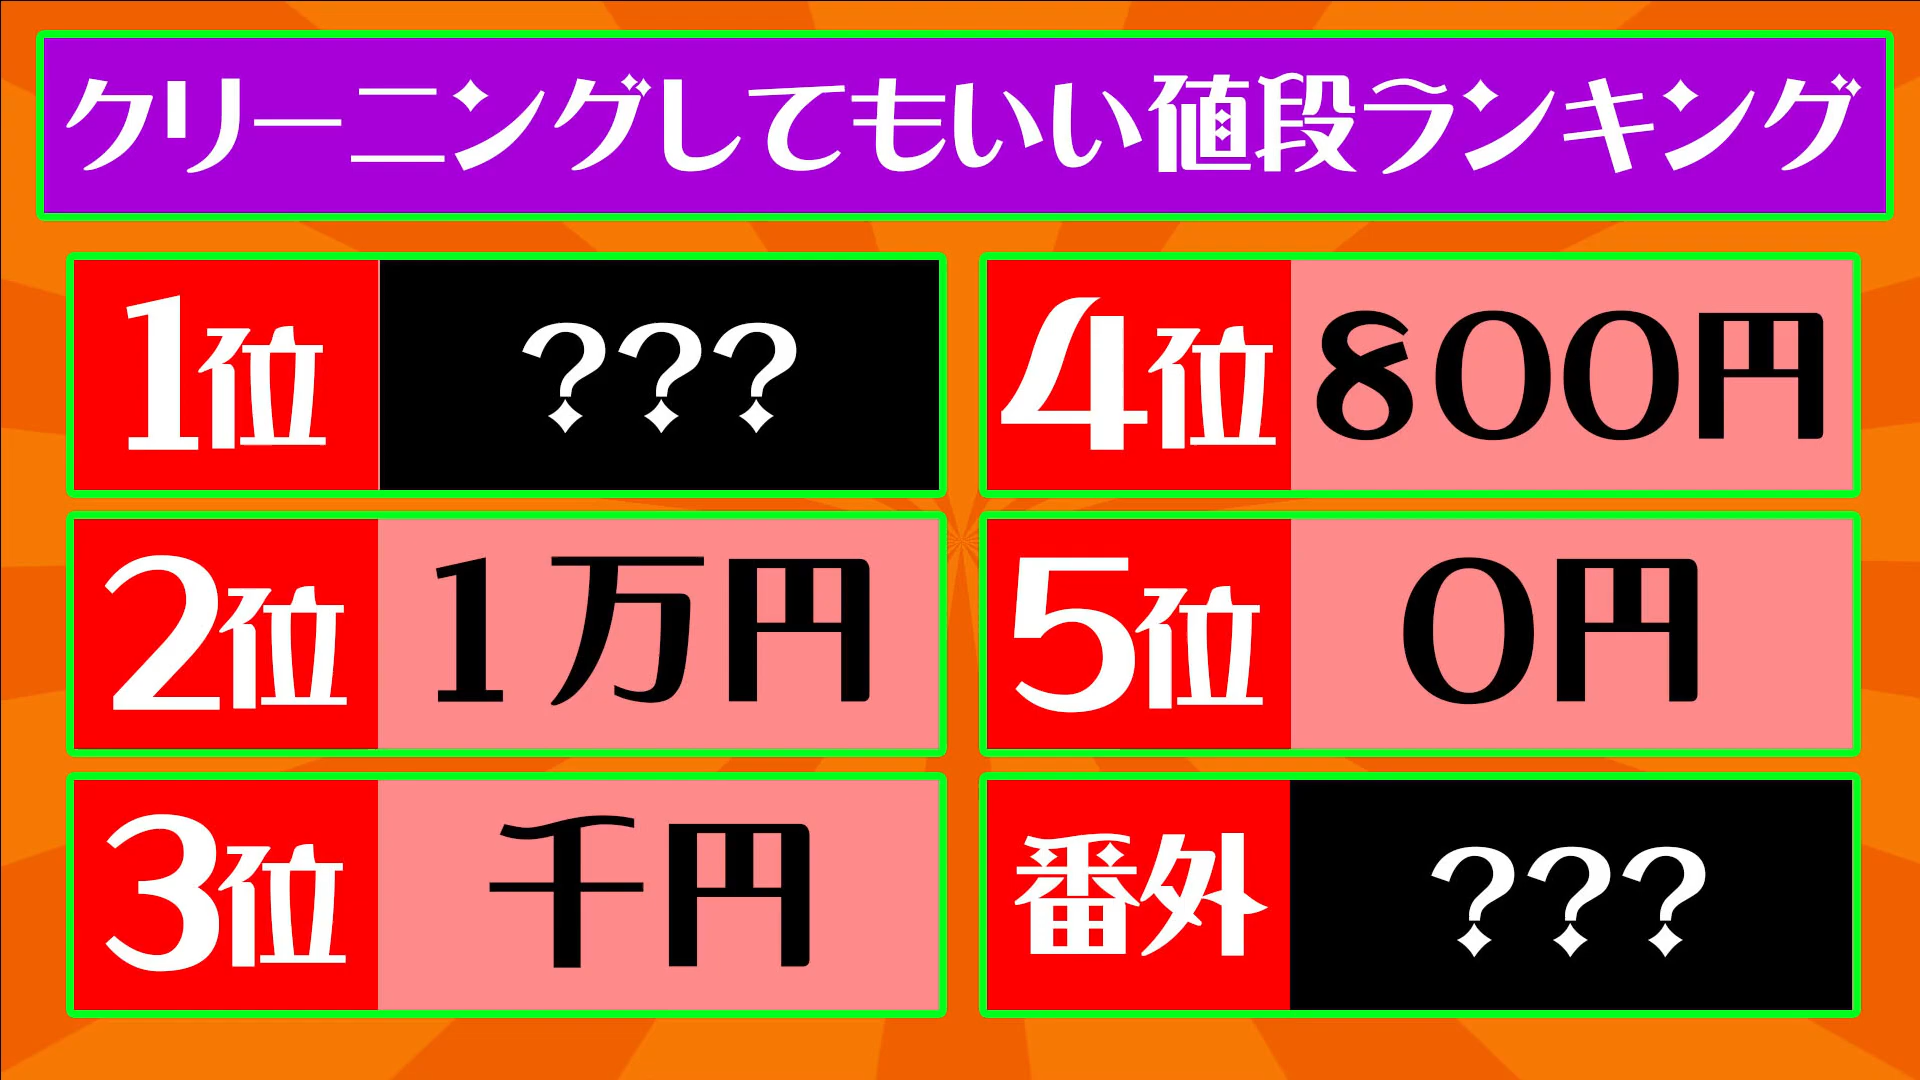 クリーニングしてもいい値段ランキング
1位 ???
2位 1万円
3位 千円
4位 800円
5位 0円
番外 ???